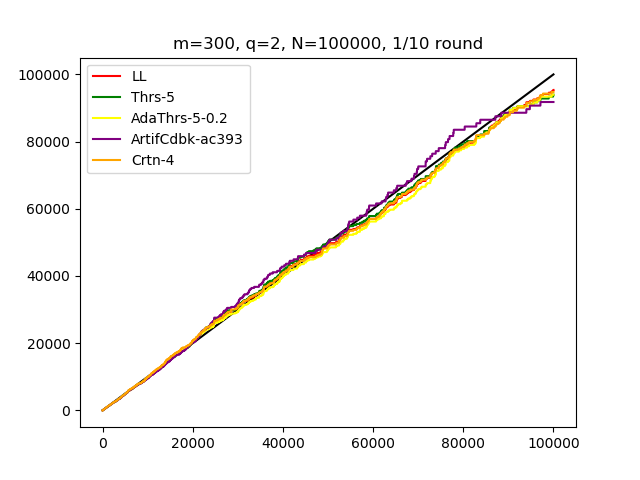 m=300, q=2, N=100000, 1/10 round
LL
Thrs-5
AdaThrs-5-0.2
ArtifCdbk-ac393
Crtn-4
100000
80000
60000
40000
20000
0
0 20000 40000 60000 80000 100000